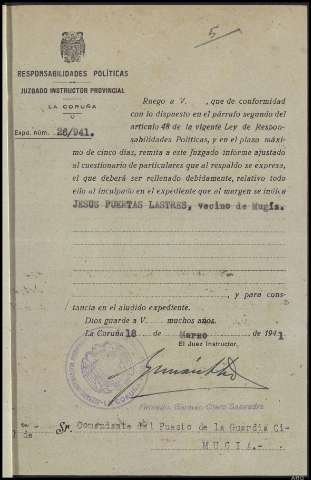 5
RESPONSABILIDADES POLÍTICAS
JUZGADO INSTRUCTOR PROVINCIAL
LA CORUÑA
Expe. núm. 26/941.
Ruego a V. , que de conformidad
con lo dispuesto en el párrafo segundo del
artículo 48 de la vigente Ley de Respon-
sabilidades Políticas, y en el plazo máxi-
mo de cinco días, remita a este Juzgado informe ajustado
al cuestionario de particulares que al respaldo se expresa,
el que deberá ser rellenado debidamente, relativo todo
ello al inculpado en el expediente que al margen se indica
JESUS PUERTAS LASTRES, vecino de Mugia.
, y para cons-
tancia en el aludido expediente.
Dios guarde a V. muchos años.
La Coruña 18 de Marzo de 1941
El Juez Instructor,
Germán
Sr. Comandante del Puesto de la Guardia Ci-
de MUGIA.-